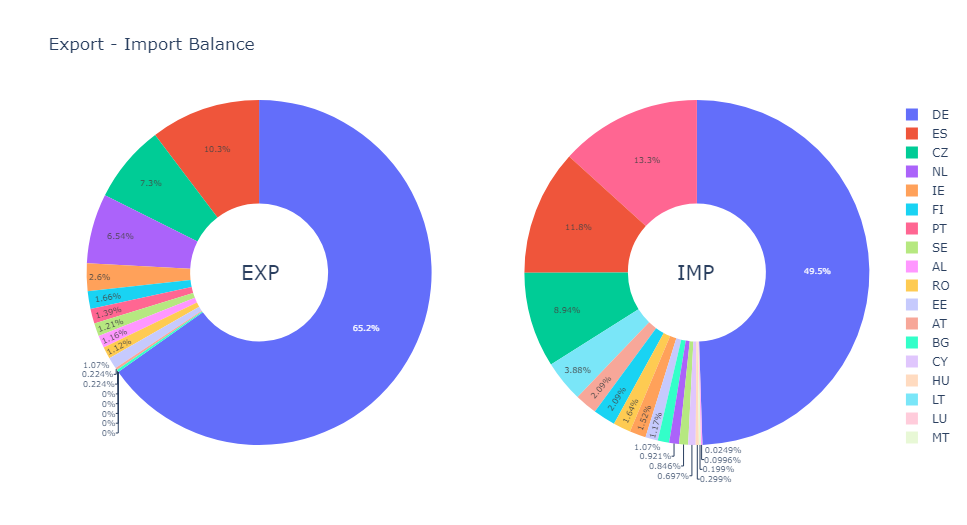 Export - Import Balance
EXP
65.2%
10.3%
7.3%
6.54%
2.6%
1.66%
1.39%
1.21%
1.16%
1.12%
1.07%
0.224%
0.224%
0%
0%
0%
0%
0%
IMP
49.5%
13.3%
11.8%
8.94%
3.88%
2.09%
2.09%
1.64%
1.52%
1.17%
1.07%
0.921%
0.846%
0.697%
0.0249%
0.0996%
0.199%
0.299%
DE
ES
CZ
NL
IE
FI
PT
SE
AL
RO
EE
AT
BG
CY
HU
LT
LU
MT